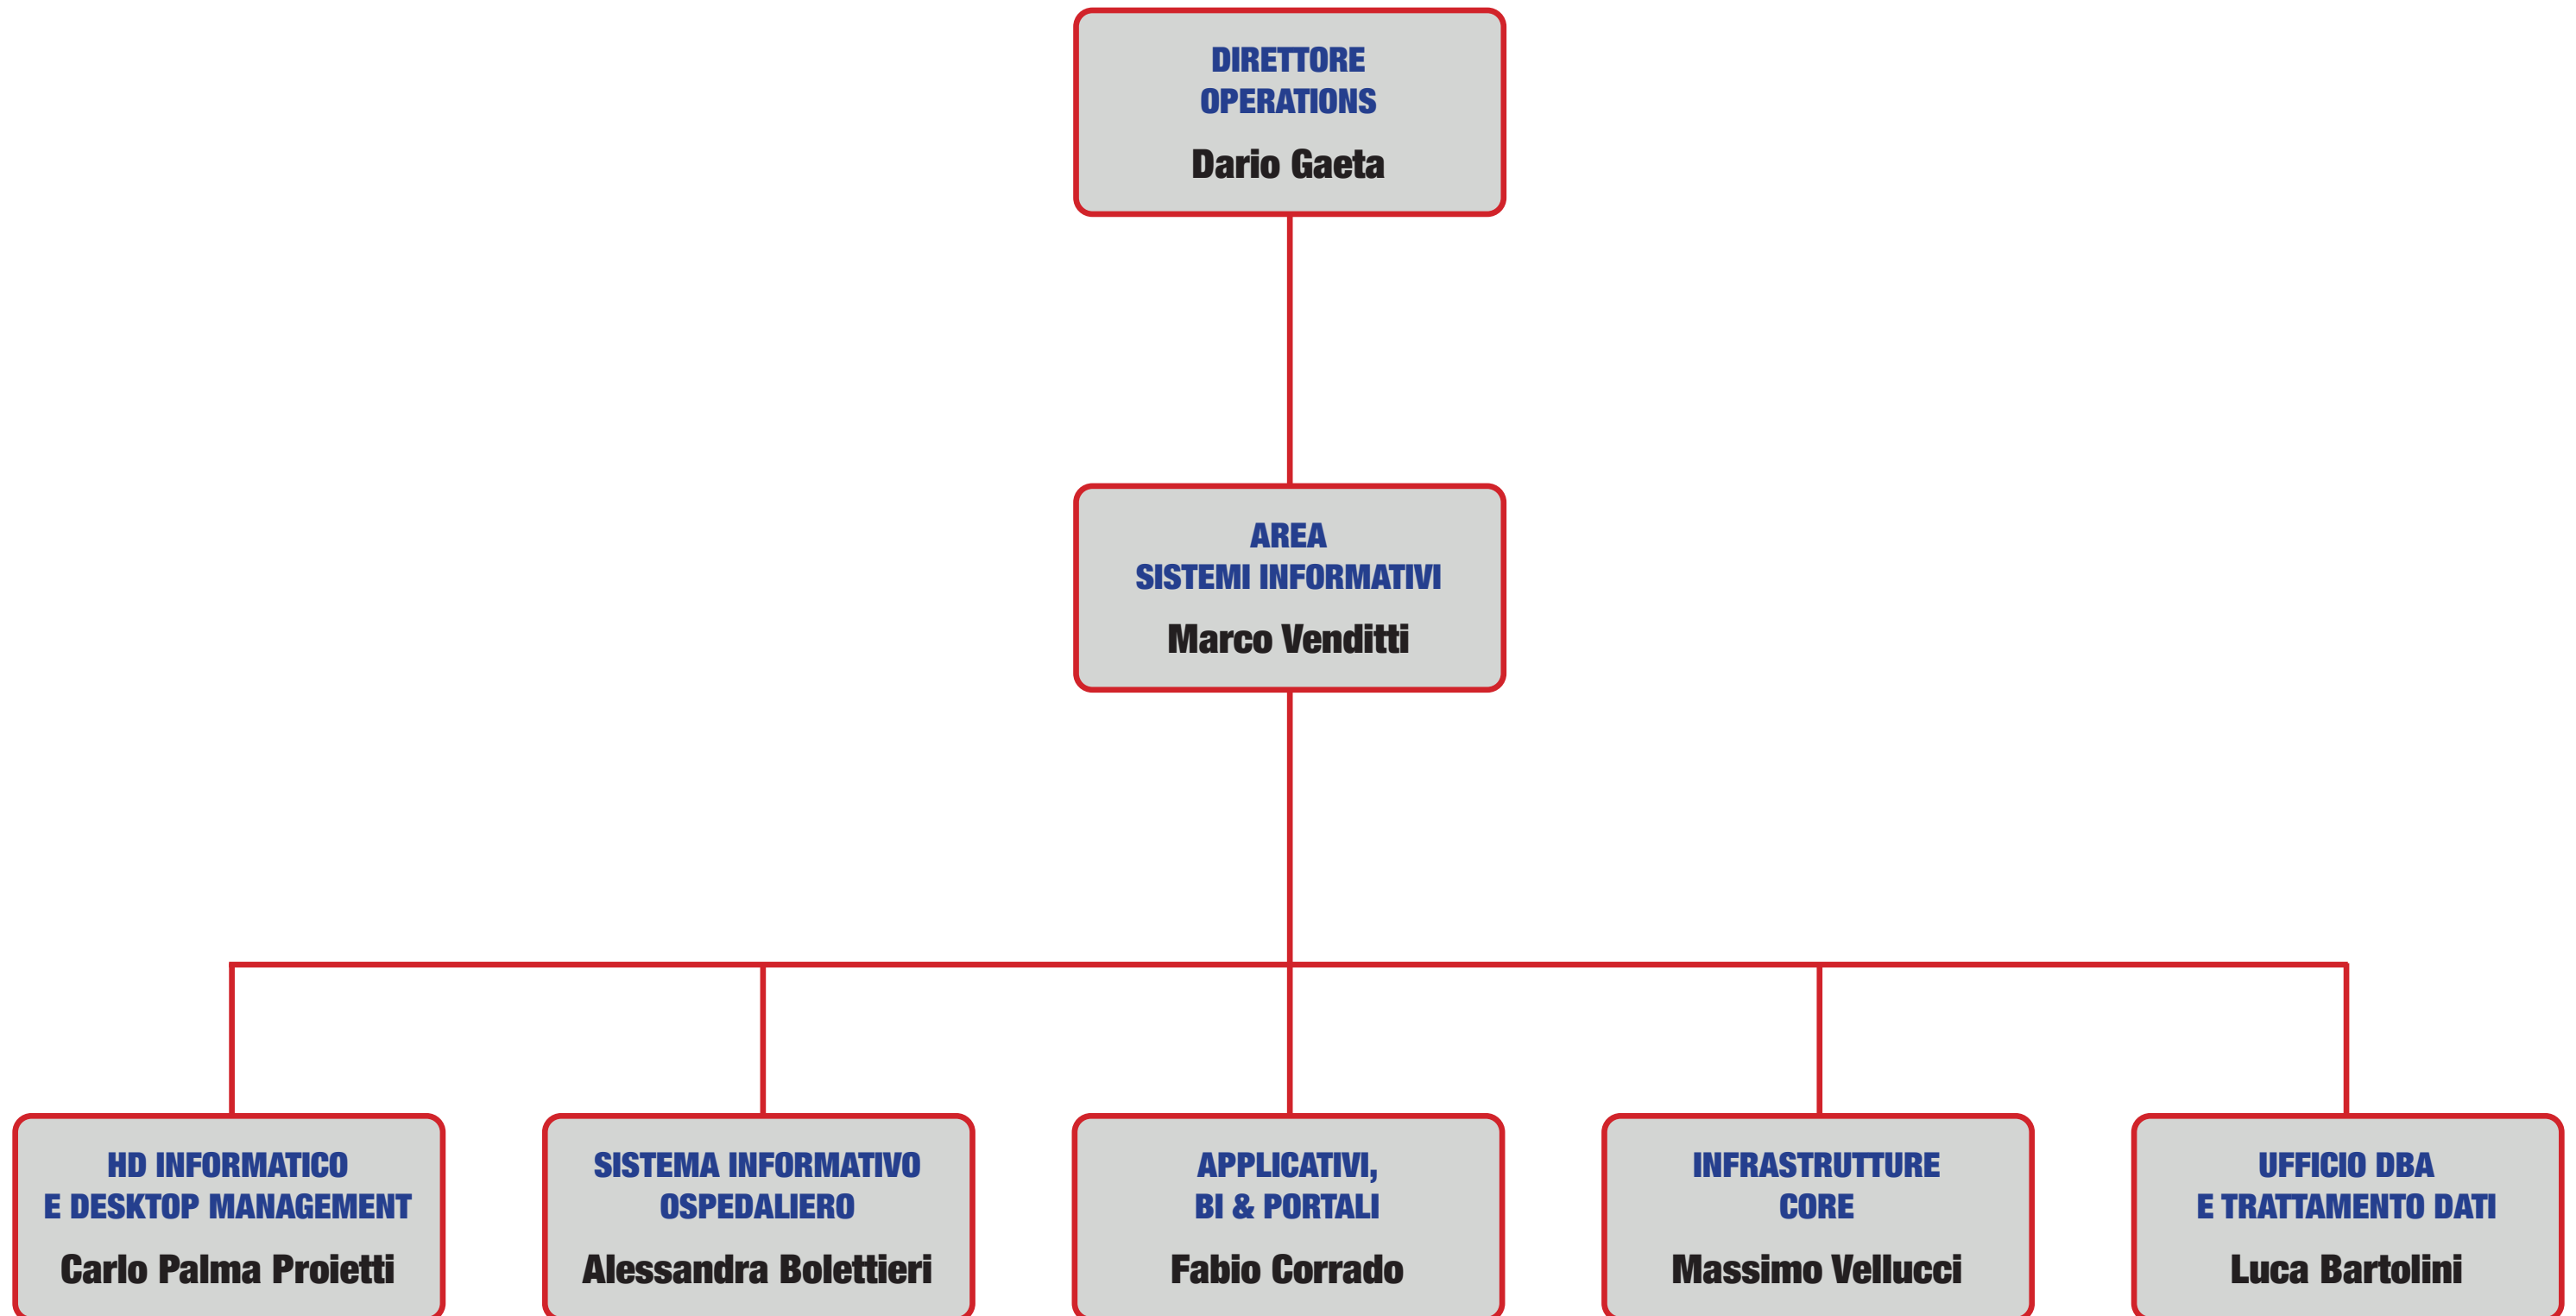 DIRETTORE
OPERATIONS
Dario Gaeta
AREA
SISTEMI INFORMATIVI
Marco Venditti
HD INFORMATICO
E DESKTOP MANAGEMENT
Carlo Palma Proietti
SISTEMA INFORMATIVO
OSPEDALIERO
Alessandra Bolettieri
APPLICATIVI,
BI & PORTALI
Fabio Corrado
INFRASTRUTTURE
CORE
Massimo Vellucci
UFFICIO DBA
E TRATTAMENTO DATI
Luca Bartolini